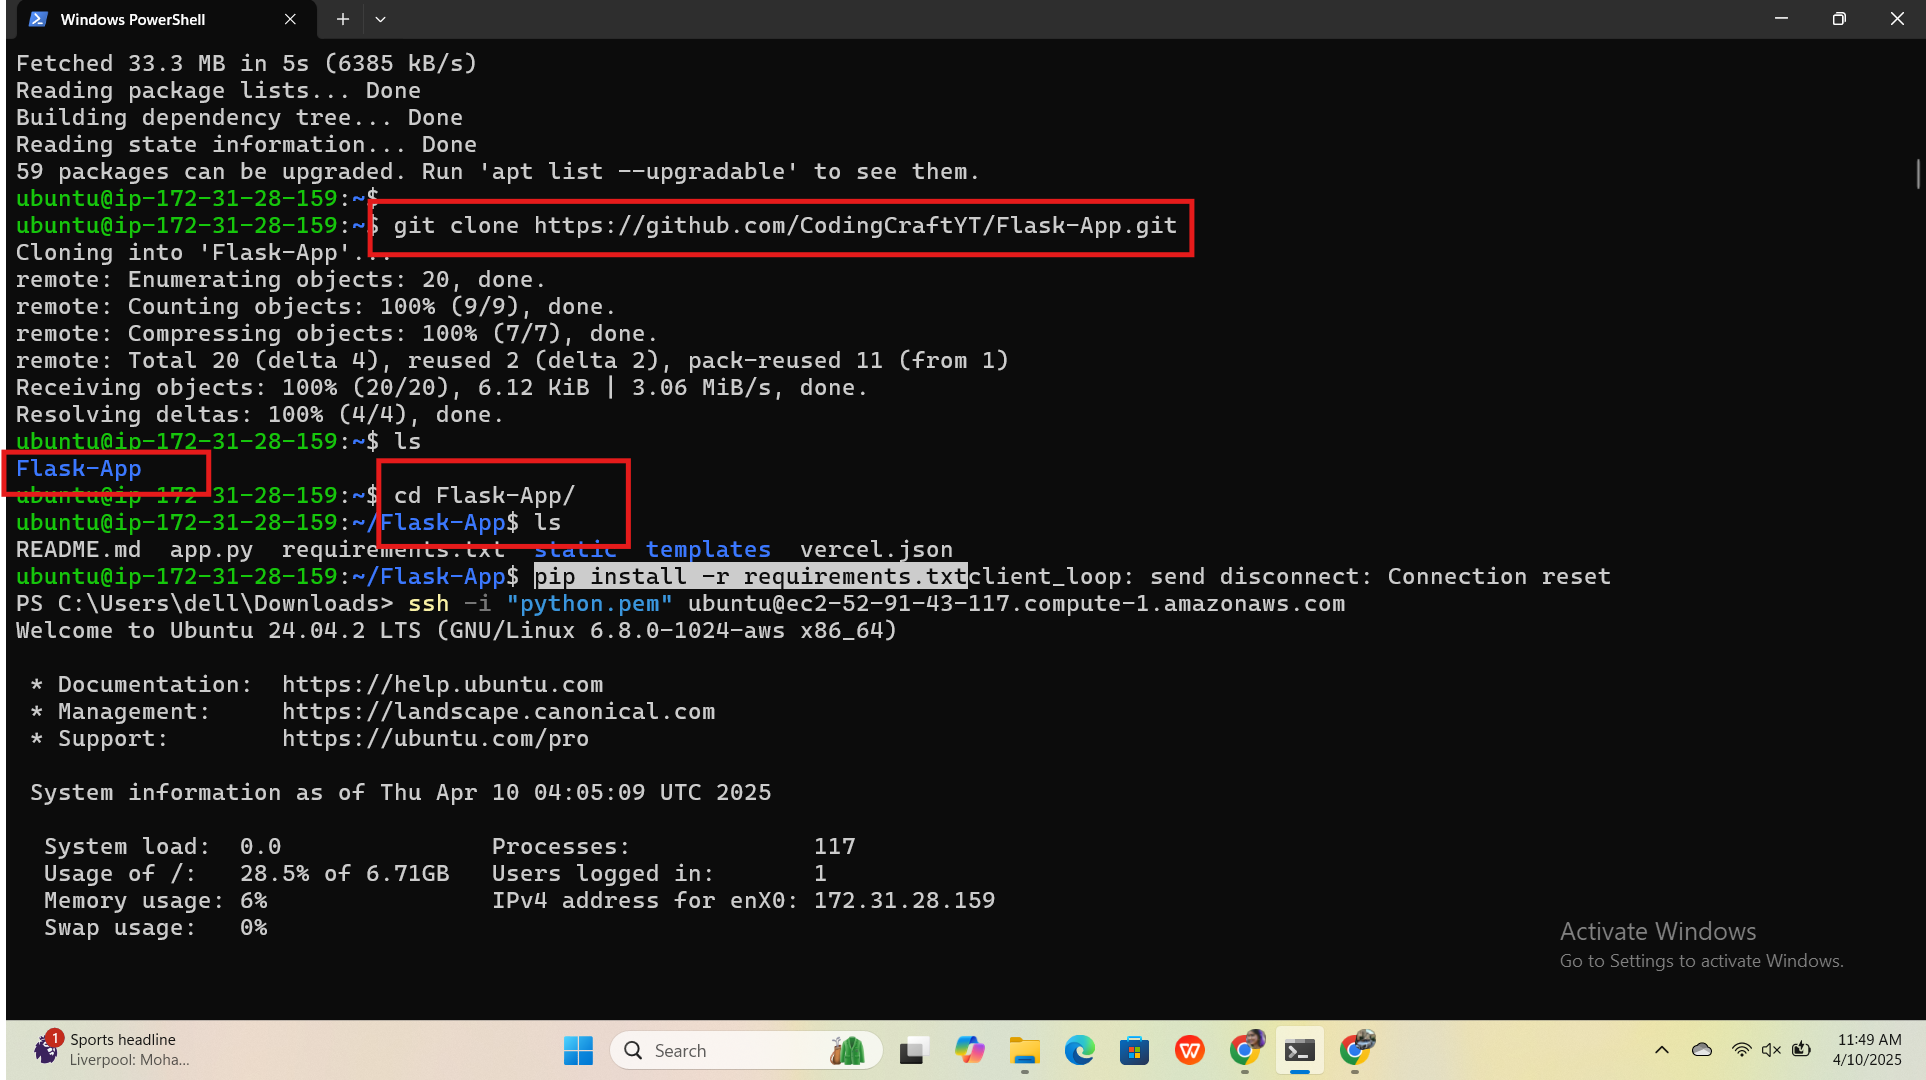 Windows PowerShell
Fetched 33.3 MB in 5s (6385 kB/s)
Reading package lists... Done
Building dependency tree... Done
Reading state information... Done
59 packages can be upgraded. Run 'apt list --upgradable' to see them.
ubuntu@ip-172-31-28-159:~$
ubuntu@ip-172-31-28-159:~$ git clone https://github.com/CodingCraftYT/Flask-App.git
Cloning into 'Flask-App'...
remote: Enumerating objects: 20, done.
remote: Counting objects: 100% (9/9), done.
remote: Compressing objects: 100% (7/7), done.
remote: Total 20 (delta 4), reused 2 (delta 2), pack-reused 11 (from 1)
Receiving objects: 100% (20/20), 6.12 KiB | 3.06 MiB/s, done.
Resolving deltas: 100% (4/4), done.
ubuntu@ip-172-31-28-159:~$ ls
Flask-App
ubuntu@ip-172-31-28-159:~$ cd Flask-App/
ubuntu@ip-172-31-28-159:~/Flask-App$ ls
README.md  app.py  requirements.txt  static  templates  vercel.json
ubuntu@ip-172-31-28-159:~/Flask-App$ pip install -r requirements.txtclient_loop: send disconnect: Connection reset
PS C:\Users\dell\Downloads> ssh -i "python.pem" ubuntu@ec2-52-91-43-117.compute-1.amazonaws.com
Welcome to Ubuntu 24.04.2 LTS (GNU/Linux 6.8.0-1024-aws x86_64)
* Documentation:  https://help.ubuntu.com
* Management:     https://landscape.canonical.com
* Support:        https://ubuntu.com/pro
System information as of Thu Apr 10 04:05:09 UTC 2025
System load:  0.0               Processes:             117
Usage of /:   28.5% of 6.71GB   Users logged in:       1
Memory usage: 6%                IPv4 address for enX0: 172.31.28.159
Swap usage:   0%
Activate Windows
Go to Settings to activate Windows.
1
Sports headline
Liverpool: Moha...
Search
11:49 AM
4/10/2025